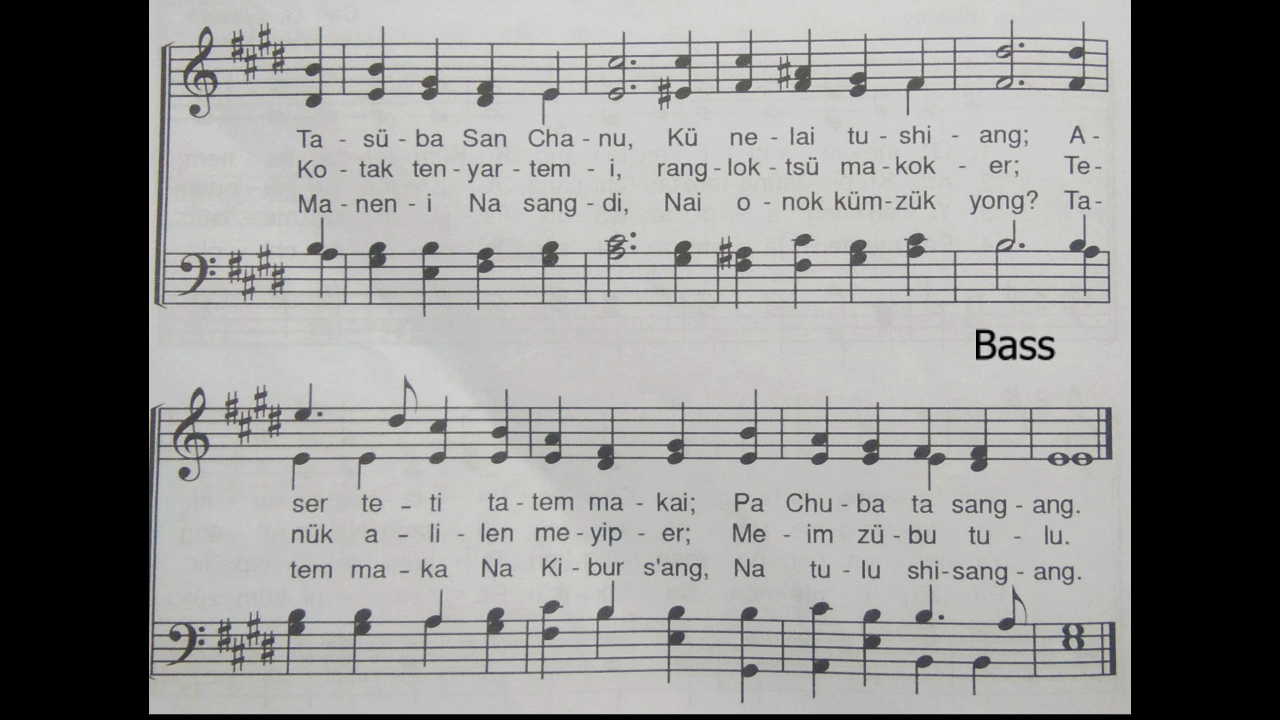 Ta - sü - ba San Cha - nu, Kü ne - lai tu - shi - ang; A -
Ko - tak ten - yar - tem - i, rang - lok - tsü ma - kok - er; Te -
Ma - nen - i Na sang - di, Nai o - nok küm - zük yong? Ta -
Bass
ser te - ti ta - tem ma - kai; Pa Chu - ba ta sang - ang.
nük a - li - len me - yip - er; Me - im zü - bu tu - lu.
tem ma - ka Na Ki - bur s'ang, Na tu - lu shi - sang - ang.